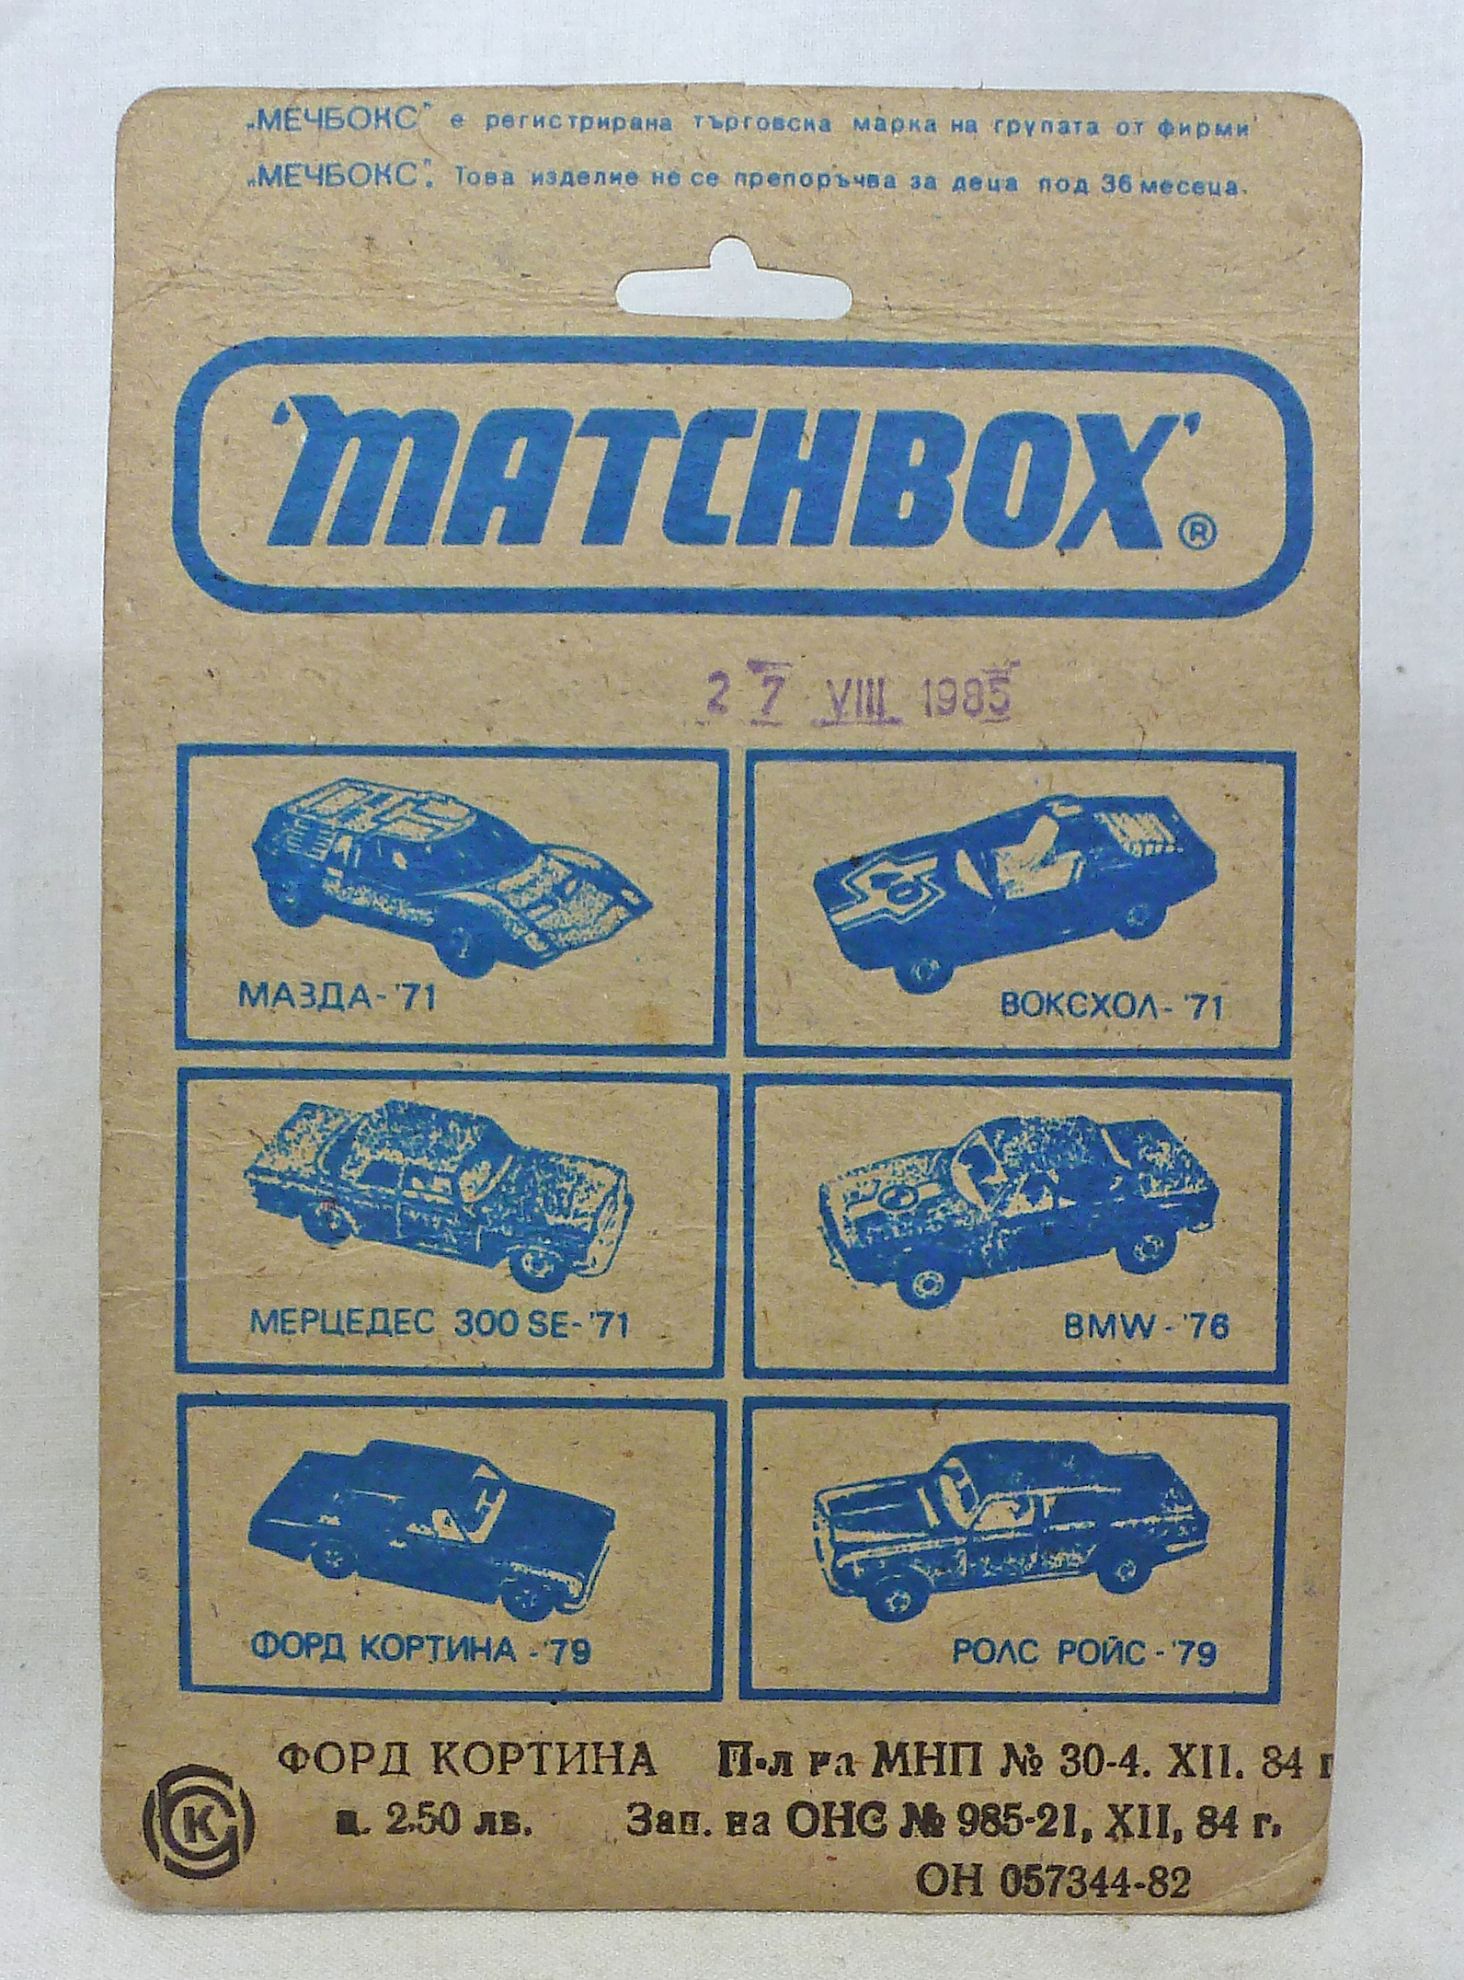 „МЕЧБОКС" е регистрирана търговска марка на групата от фирми
„МЕЧБОКС". Това изделие не се препоръчва за деца под 36 месеца.
'MATCHBOX' ®
27 VIII 1985
МАЗДА-'71
ВОКСХОЛ-'71
МЕРЦЕДЕС 300 SE-'71
BMW-'76
ФОРД КОРТИНА-'79
РОЛС РОЙС-'79
ФОРД КОРТИНА П-л на МНП № 30-4. XII. 84 г
ц. 2.50 лв. Зап. на ОНС № 985-21, XII, 84 г.
К
ОН 057344-82